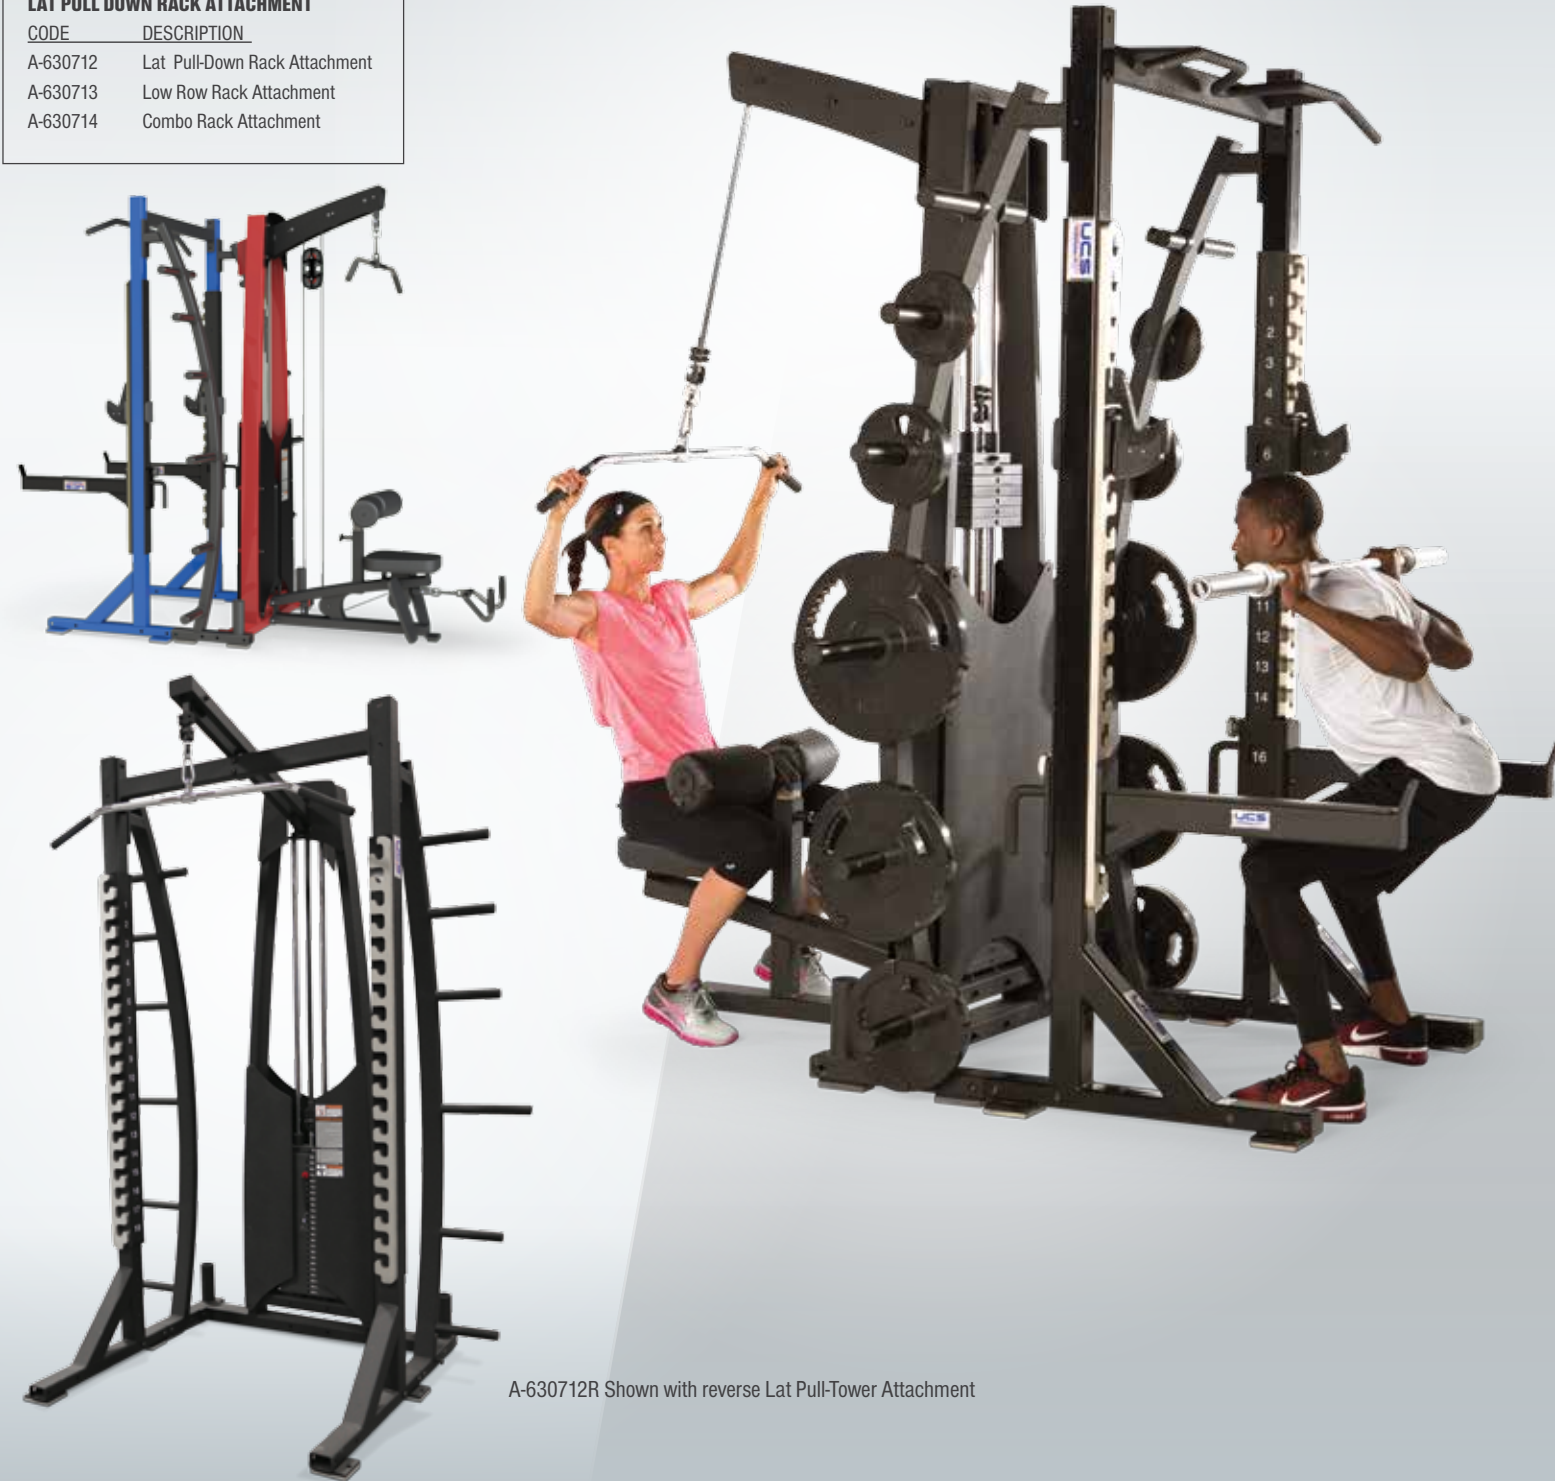 LAT PULL DOWN RACK ATTACHMENT
CODE DESCRIPTION
A-630712 Lat Pull-Down Rack Attachment
A-630713 Low Row Rack Attachment
A-630714 Combo Rack Attachment
UCS
1
2
3
4
6
11
12
13
14
16
UCS
A-630712R Shown with reverse Lat Pull-Tower Attachment